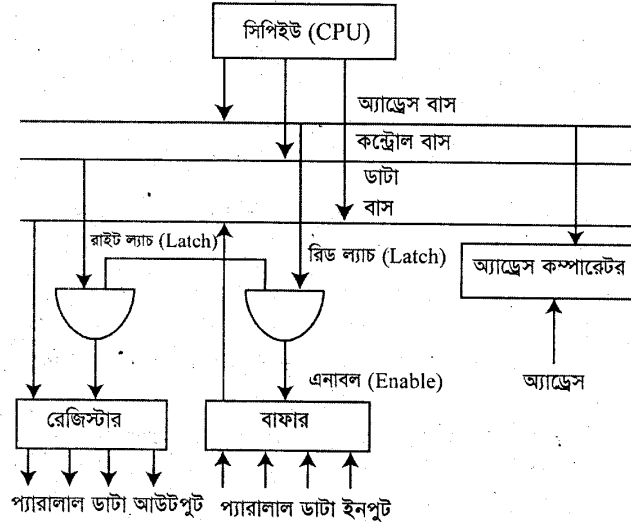 সিপিইউ (CPU)
অ্যাড্রেস বাস
কন্ট্রোল বাস
ডাটা
বাস
রাইট ল্যাচ (Latch)
রিড ল্যাচ (Latch)
অ্যাড্রেস কম্পারেটর
এনাবল (Enable)
অ্যাড্রেস
রেজিস্টার
বাফার
প্যারালাল ডাটা আউটপুট
প্যারালাল ডাটা ইনপুট